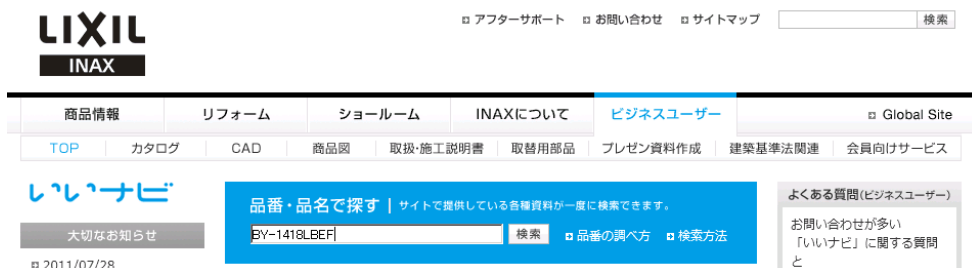 LIXIL
INAX
アフターサポート お問い合わせ サイトマップ 検索
商品情報 リフォーム ショールーム INAXについて ビジネスユーザー Global Site
TOP カタログ CAD 商品図 取扱・施工説明書 取替用部品 プレゼン資料作成 建築基準法関連 会員向けサービス
いいナビ
大切なお知らせ
2011/07/28
品番・品名で探す | サイトで提供している各種資料が一度に検索できます。
BY-1418LBEF 検索 品番の調べ方 検索方法
よくある質問(ビジネスユーザー)
お問い合わせが多い
「いいナビ」に関する質問
と